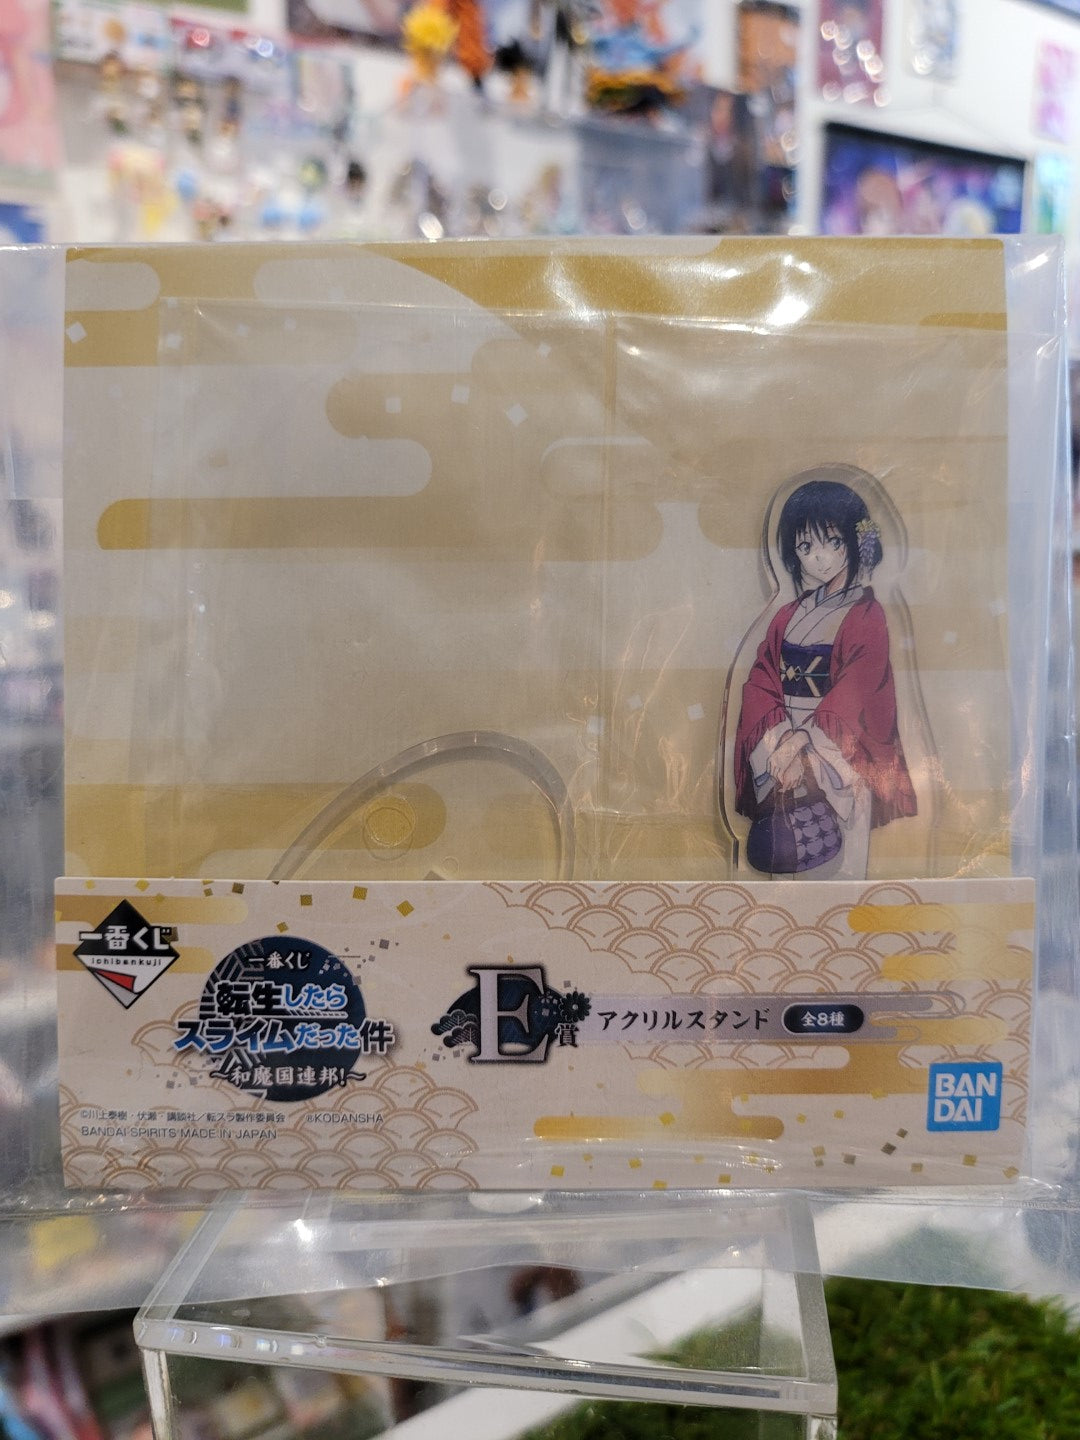 一番くじ
ichibankuji
一番くじ
転生したら
スライムだった件
～和魔国連邦!～
E賞 アクリルスタンド 全8種
©川上泰樹・伏瀬・講談社／転スラ製作委員会 ®KODANSHA
BANDAI SPIRITS MADE IN JAPAN
BAN
DAI